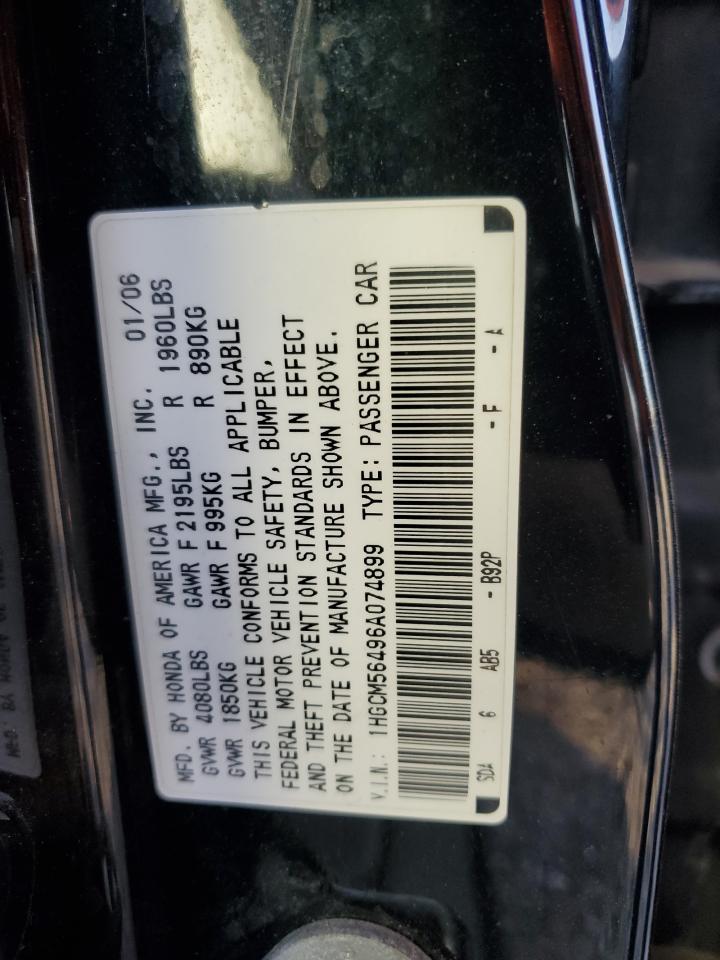 MFD. BY HONDA OF AMERICA MFG., INC. 01/06
GVWR 4080LBS GAWR F 2195LBS R 1960LBS
GVWR 1850KG GAWR F 995KG R 890KG
THIS VEHICLE CONFORMS TO ALL APPLICABLE
FEDERAL MOTOR VEHICLE SAFETY, BUMPER,
AND THEFT PREVENTION STANDARDS IN EFFECT
ON THE DATE OF MANUFACTURE SHOWN ABOVE.
V.I.N.: 1HGCM56496A074899 TYPE: PASSENGER CAR
SDA 6 AB5 - B92P - F - A